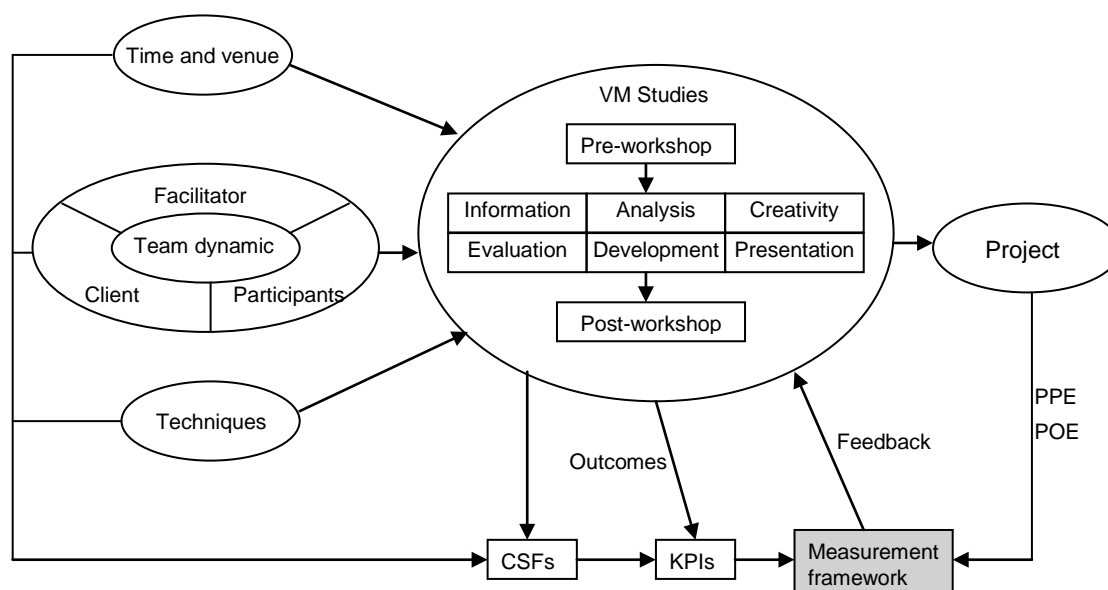 Time and venue
VM Studies
Pre-workshop
Facilitator
Team dynamic
Client
Participants
Information
Analysis
Creativity
Evaluation
Development
Presentation
Post-workshop
Project
Techniques
PPE
POE
Outcomes
Feedback
CSFs
KPIs
Measurement
framework